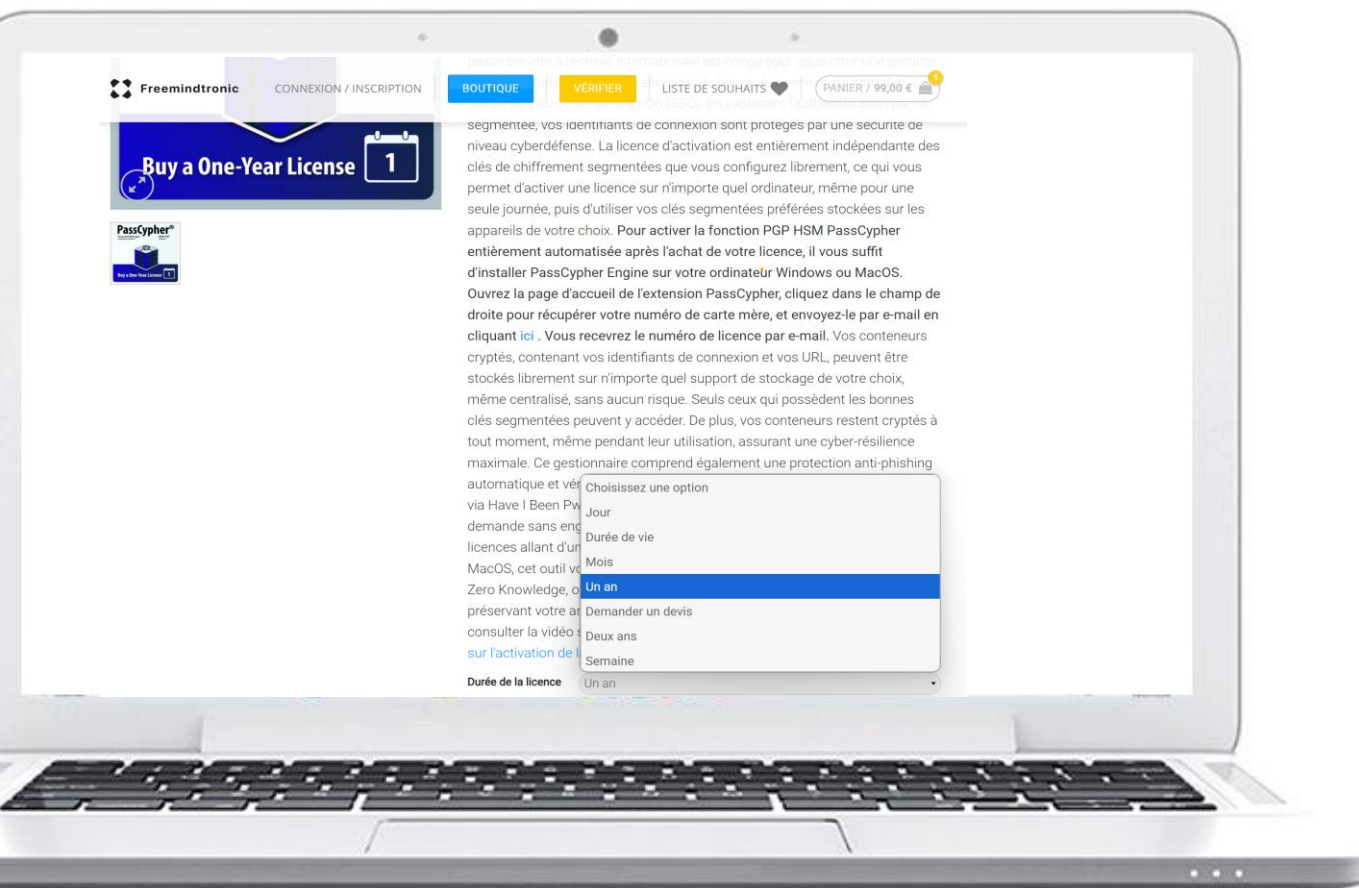 Freemindtronic
CONNEXION / INSCRIPTION
BOUTIQUE
VÉRIFIER
LISTE DE SOUHAITS
PANIER / 99,00 €
1
Buy a One-Year License
1
PassCypher®
Buy a One-Year License 1
segmentée, vos identifiants de connexion sont protégés par une sécurité de
niveau cyberdéfense. La licence d'activation est entièrement indépendante des
clés de chiffrement segmentées que vous configurez librement, ce qui vous
permet d'activer une licence sur n'importe quel ordinateur, même pour une
seule journée, puis d'utiliser vos clés segmentées préférées stockées sur les
appareils de votre choix. Pour activer la fonction PGP HSM PassCypher
entièrement automatisée après l'achat de votre licence, il vous suffit
d'installer PassCypher Engine sur votre ordinateur Windows ou MacOS.
Ouvrez la page d'accueil de l'extension PassCypher, cliquez dans le champ de
droite pour récupérer votre numéro de carte mère, et envoyez-le par e-mail en
cliquant ici . Vous recevrez le numéro de licence par e-mail. Vos conteneurs
cryptés, contenant vos identifiants de connexion et vos URL, peuvent être
stockés librement sur n'importe quel support de stockage de votre choix,
même centralisé, sans aucun risque. Seuls ceux qui possèdent les bonnes
clés segmentées peuvent y accéder. De plus, vos conteneurs restent cryptés à
tout moment, même pendant leur utilisation, assurant une cyber-résilience
maximale. Ce gestionnaire comprend également une protection anti-phishing
automatique et vér
via Have I Been Pw
demande sans eng
licences allant d'un
MacOS, cet outil vo
Zero Knowledge, o
préservant votre an
consulter la vidéo s
sur l'activation de l
Choisissez une option
Jour
Durée de vie
Mois
Un an
Demander un devis
Deux ans
Semaine
Durée de la licence
Un an